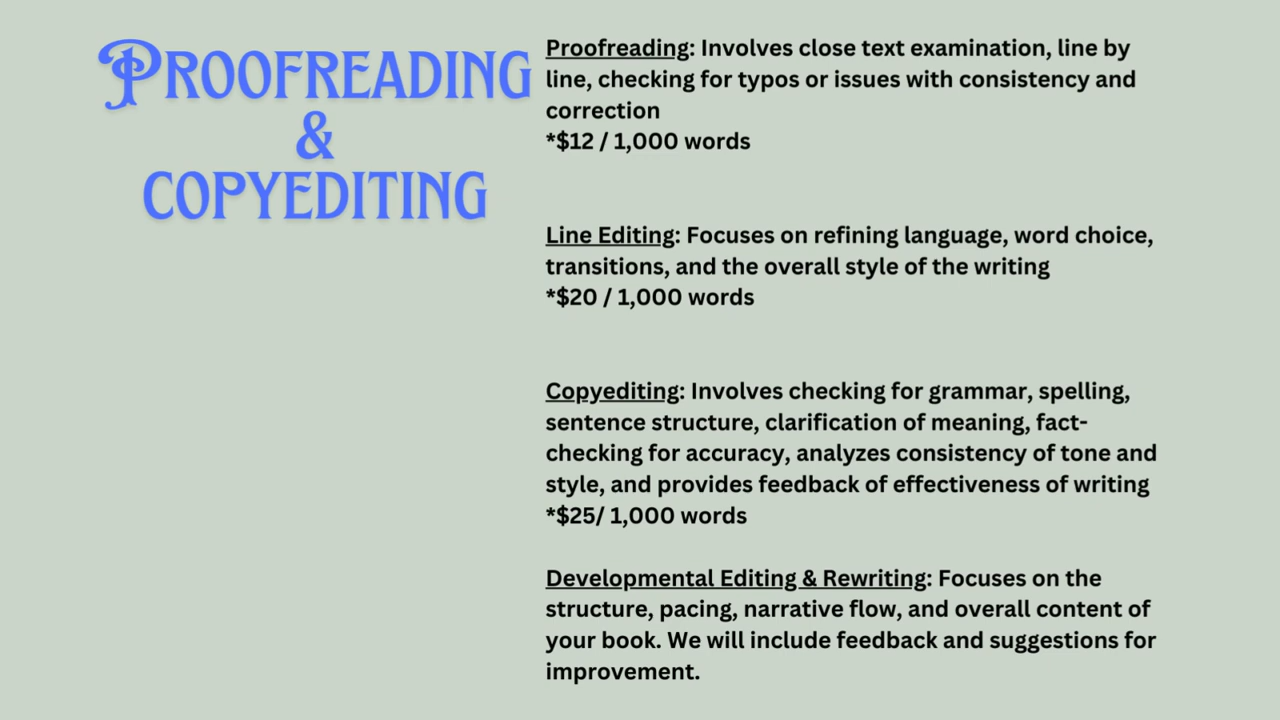 PROOFREADING
&
COPYEDITING
Proofreading: Involves close text examination, line by
line, checking for typos or issues with consistency and
correction
*$12 / 1,000 words
Line Editing: Focuses on refining language, word choice,
transitions, and the overall style of the writing
*$20 / 1,000 words
Copyediting: Involves checking for grammar, spelling,
sentence structure, clarification of meaning, fact-
checking for accuracy, analyzes consistency of tone and
style, and provides feedback of effectiveness of writing
*$25/ 1,000 words
Developmental Editing & Rewriting: Focuses on the
structure, pacing, narrative flow, and overall content of
your book. We will include feedback and suggestions for
improvement.